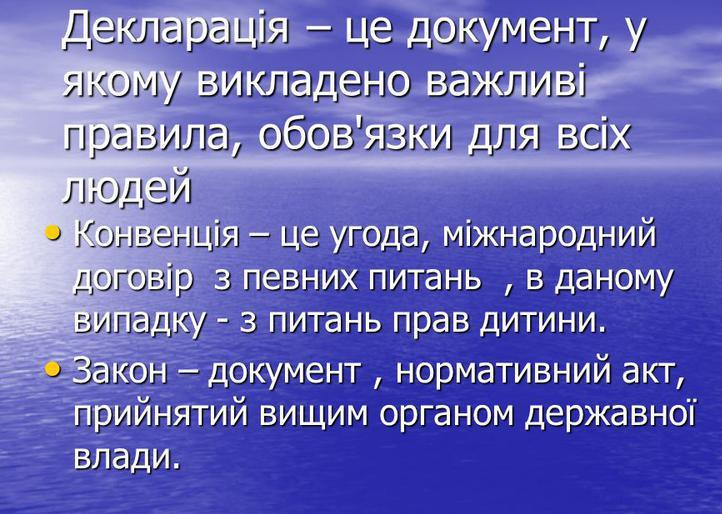 Декларація – це документ, у
якому викладено важливі
правила, обов'язки для всіх
людей
Конвенція – це угода, міжнародний
договір з певних питань , в даному
випадку - з питань прав дитини.
Закон – документ , нормативний акт,
прийнятий вищим органом державної
влади.